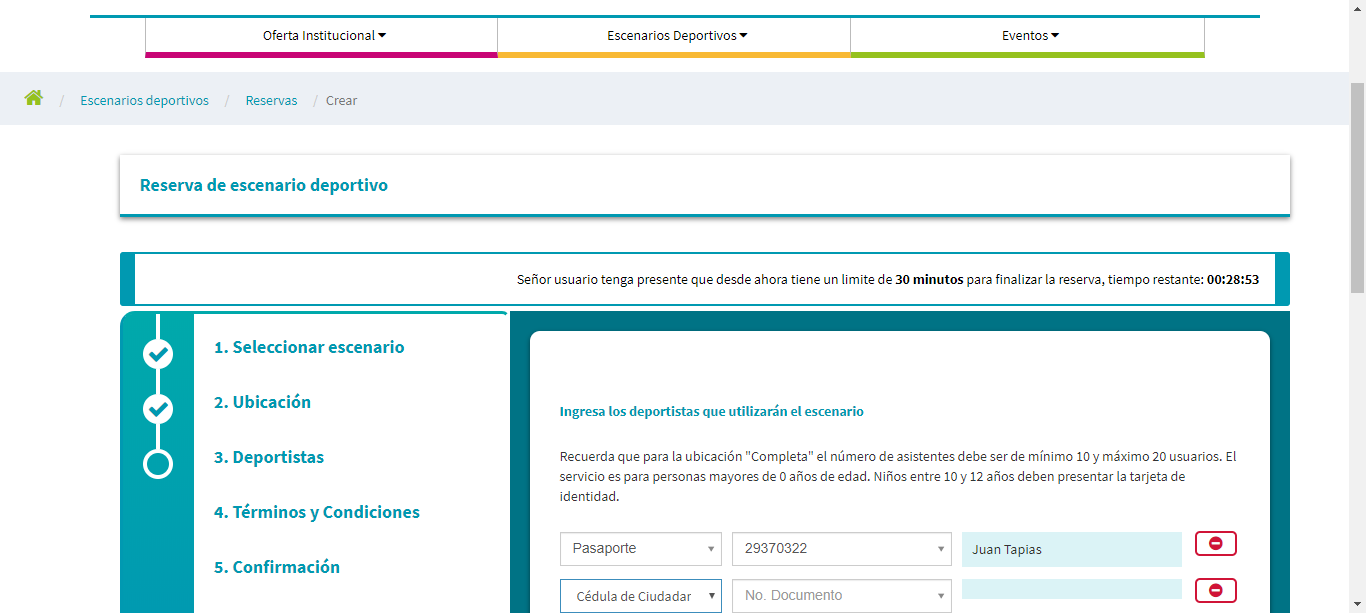 Oferta Institucional
Escenarios Deportivos
Eventos
/ Escenarios deportivos / Reservas / Crear
Reserva de escenario deportivo
Señor usuario tenga presente que desde ahora tiene un limite de 30 minutos para finalizar la reserva, tiempo restante: 00:28:53
1. Seleccionar escenario
2. Ubicación
3. Deportistas
4. Términos y Condiciones
5. Confirmación
Ingresa los deportistas que utilizarán el escenario
Recuerda que para la ubicación "Completa" el número de asistentes debe ser de mínimo 10 y máximo 20 usuarios. El
servicio es para personas mayores de 0 años de edad. Niños entre 10 y 12 años deben presentar la tarjeta de
identidad.
Pasaporte 29370322 Juan Tapias
Cédula de Ciudadar No. Documento